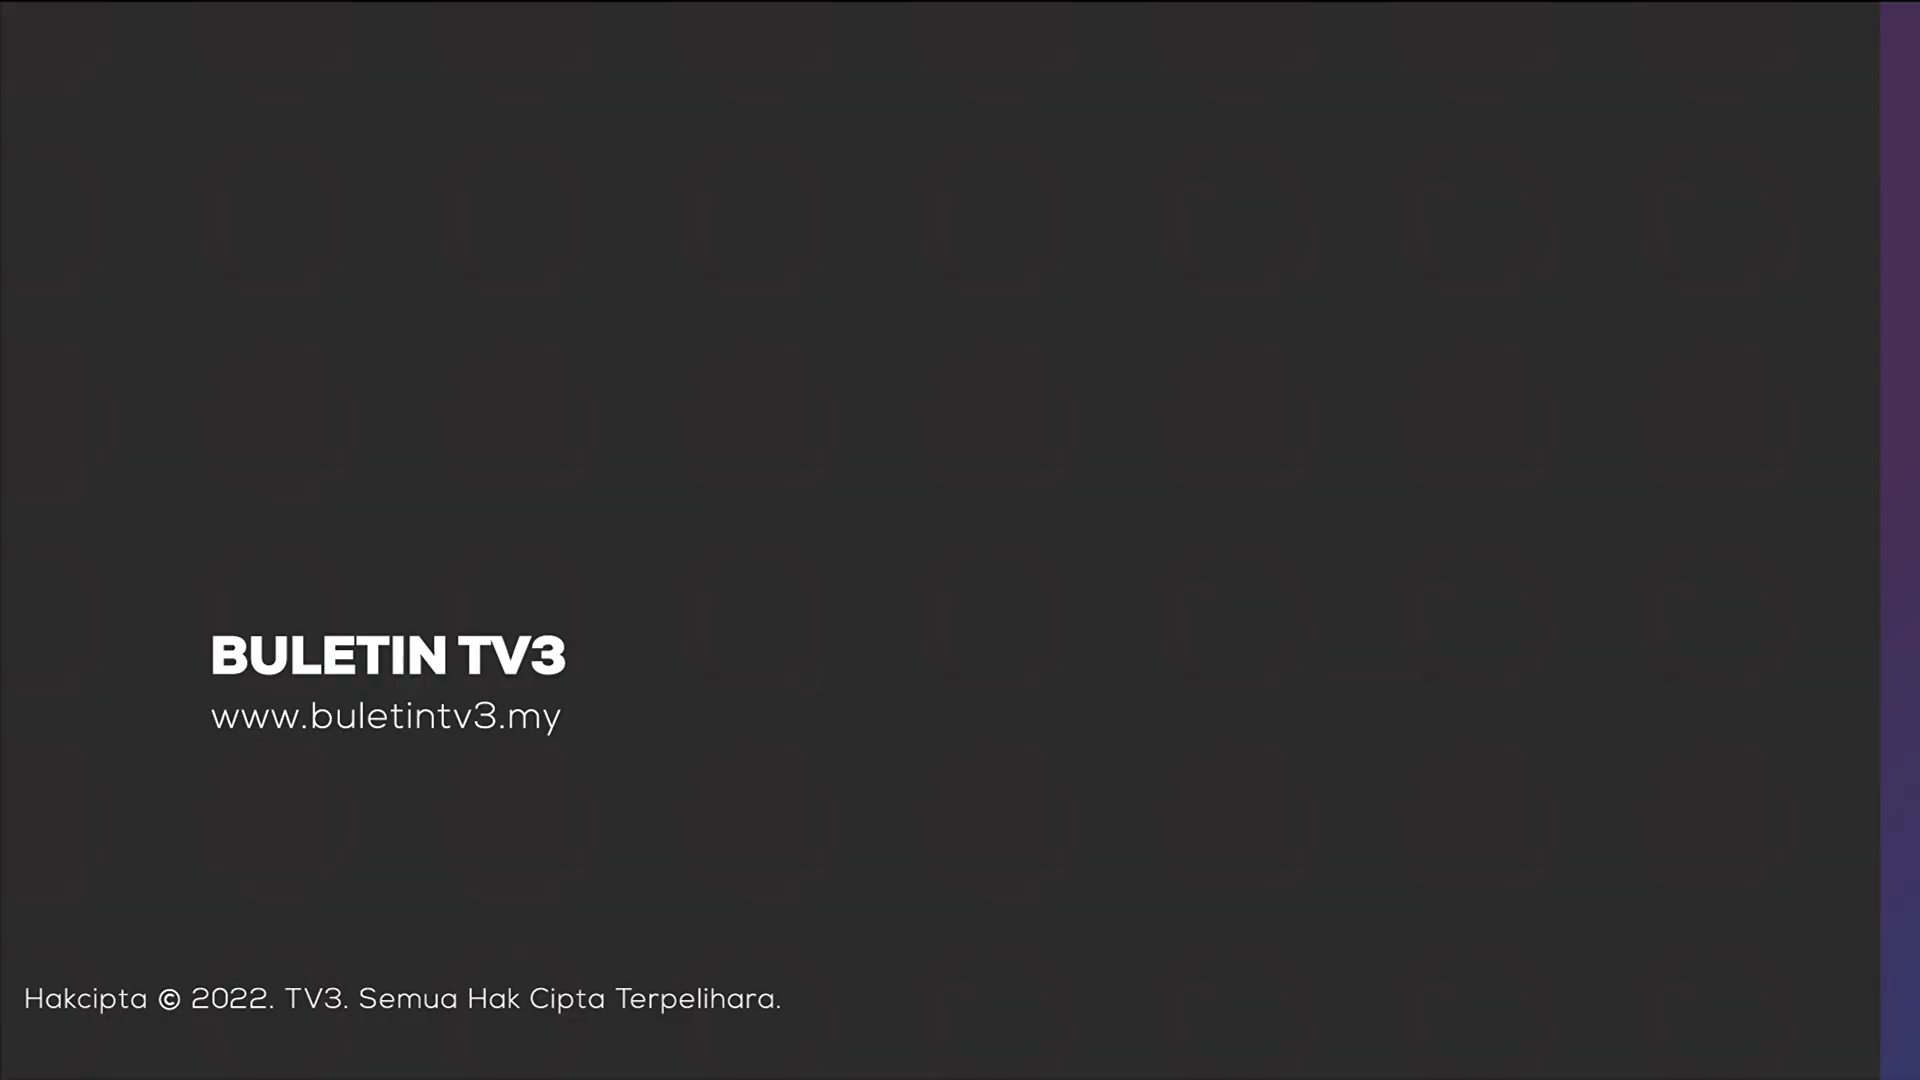 BULETIN TV3
www.buletintv3.my
Hakcipta © 2022. TV3. Semua Hak Cipta Terpelihara.